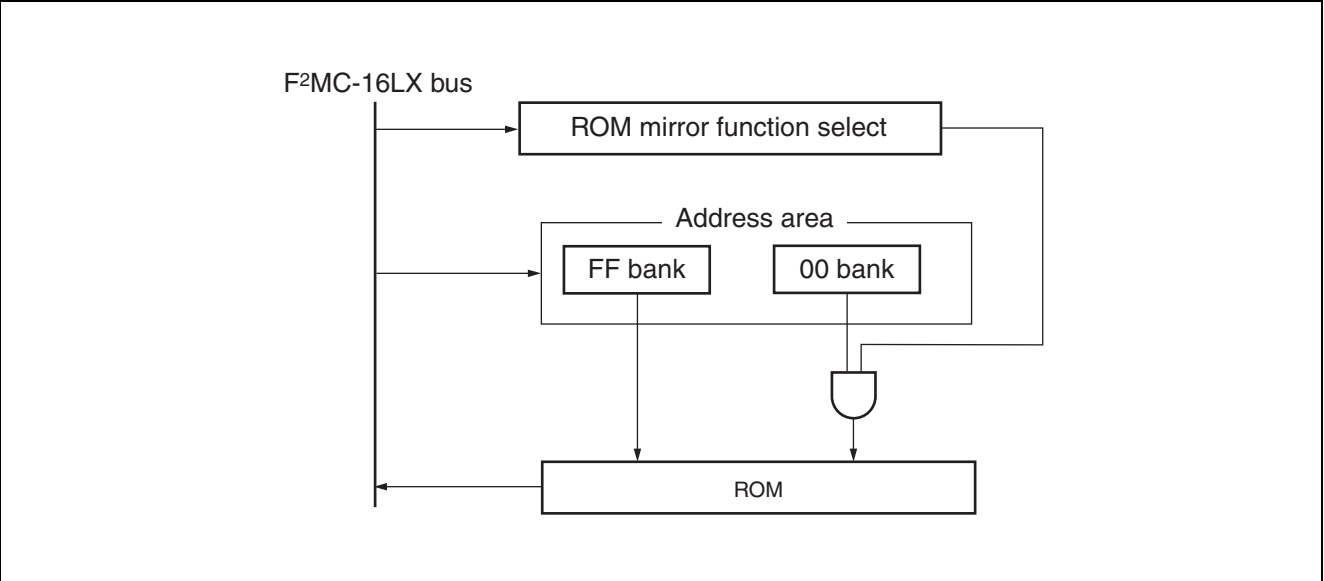 F²MC-16LX bus
ROM mirror function select
Address area
FF bank
00 bank
ROM